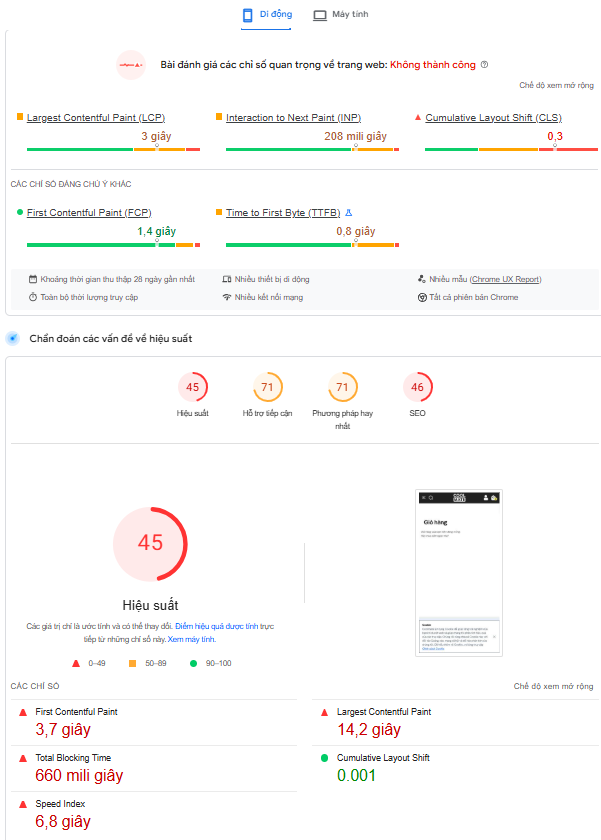 Di động
Máy tính
Bài đánh giá các chỉ số quan trọng về trang web: Không thành công
Chế độ xem mở rộng
Largest Contentful Paint (LCP)
3 giây
Interaction to Next Paint (INP)
208 mili giây
Cumulative Layout Shift (CLS)
0,3
CÁC CHỈ SỐ ĐÁNG CHÚ Ý KHÁC
First Contentful Paint (FCP)
1,4 giây
Time to First Byte (TTFB)
0,8 giây
Khoảng thời gian thu thập 28 ngày gần nhất
Nhiều thiết bị di động
Nhiều mẫu (Chrome UX Report)
Toàn bộ thời lượng truy cập
Nhiều kết nối mạng
Tất cả phiên bản Chrome
Chẩn đoán các vấn đề về hiệu suất
45
71
71
46
Hiệu suất
Hỗ trợ tiếp cận
Phương pháp hay
nhất
SEO
45
Hiệu suất
Các giá trị chỉ là ước tính và có thể thay đổi. Điểm hiệu quả được tính trực
tiếp từ những chỉ số này. Xem máy tính.
0–49
50–89
90–100
Giỏ hàng
CÁC CHỈ SỐ
Chế độ xem mở rộng
First Contentful Paint
3,7 giây
Largest Contentful Paint
14,2 giây
Total Blocking Time
660 mili giây
Cumulative Layout Shift
0.001
Speed Index
6,8 giây